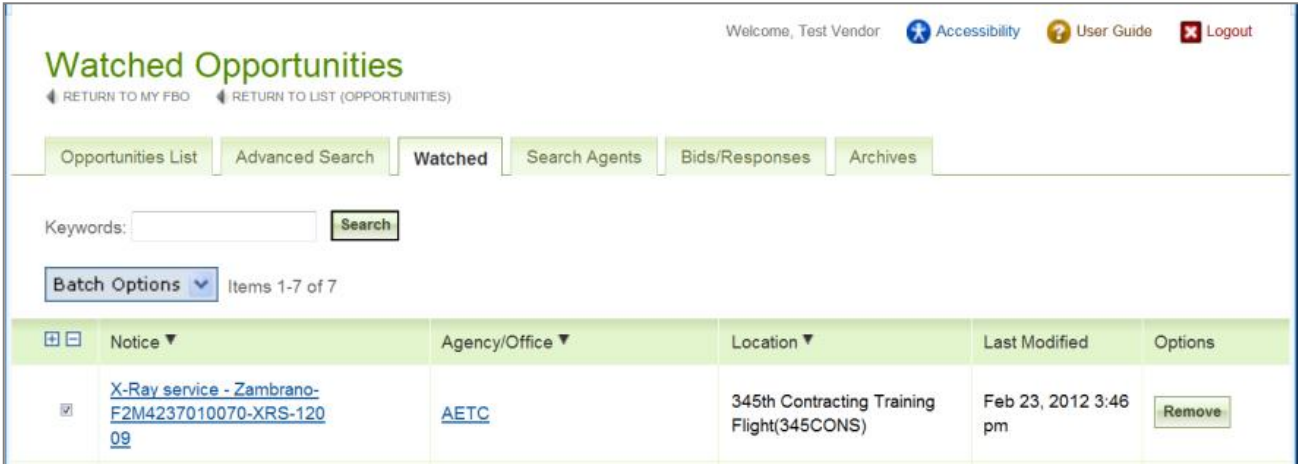 Welcome, Test Vendor Accessibility User Guide Logout
Watched Opportunities
RETURN TO MY FBO RETURN TO LIST (OPPORTUNITIES)
Opportunities List Advanced Search Watched Search Agents Bids/Responses Archives
Keywords: Search
Batch Options Items 1-7 of 7
Notice Agency/Office Location Last Modified Options
X-Ray service - Zambrano-
F2M4237010070-XRS-120
09
AETC
345th Contracting Training
Flight(345CONS)
Feb 23, 2012 3:46
pm
Remove